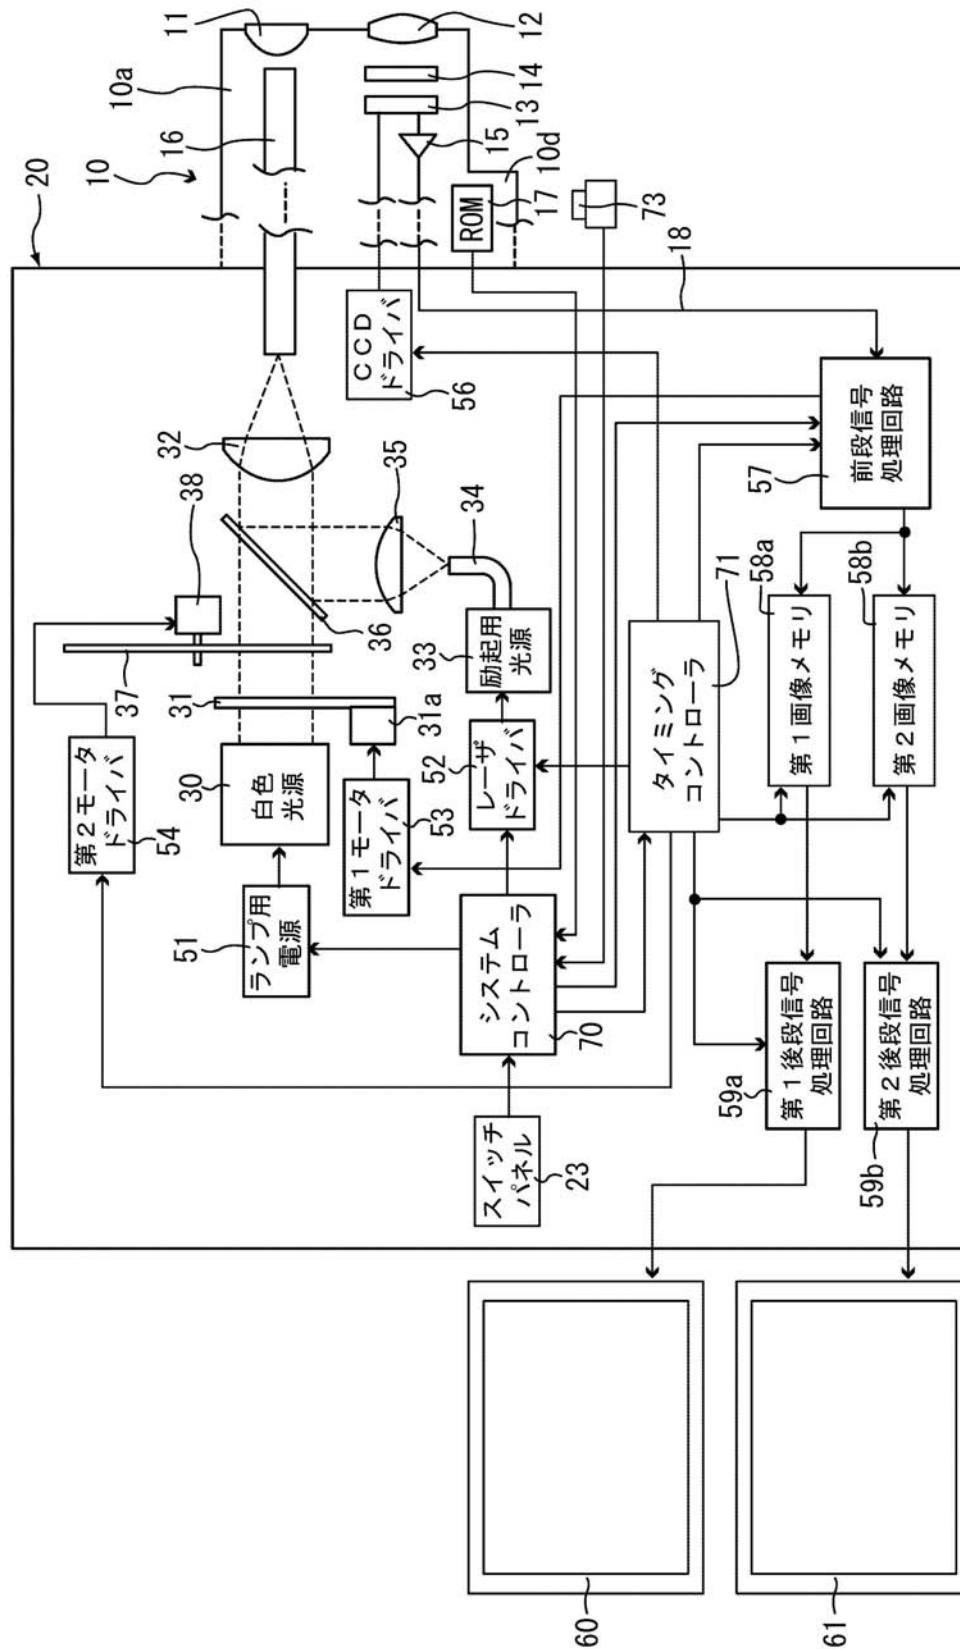 20
10
10a
11
16
12
14
13
15
10d
17
ROM
73
18
CCD
ドライバ
56
32
38
35
34
36
37
31
31a
33
励起用
光源
30
白色
光源
第2モータ
ドライバ
54
第1モータ
ドライバ
53
52
レーザ
ドライバ
51
ランプ用
電源
システム
コントローラ
70
タイミング
コントローラ
71
57
前段信号
処理回路
58a
第1画像メモリ
58b
第2画像メモリ
59a
第1後段信号
処理回路
59b
第2後段信号
処理回路
スイッチ
パネル
23
60
61